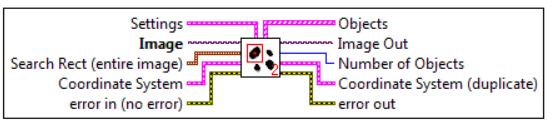 Settings
Objects
Image
Image Out
Search Rect (entire image)
Number of Objects
Coordinate System
Coordinate System (duplicate)
error in (no error)
error out
2